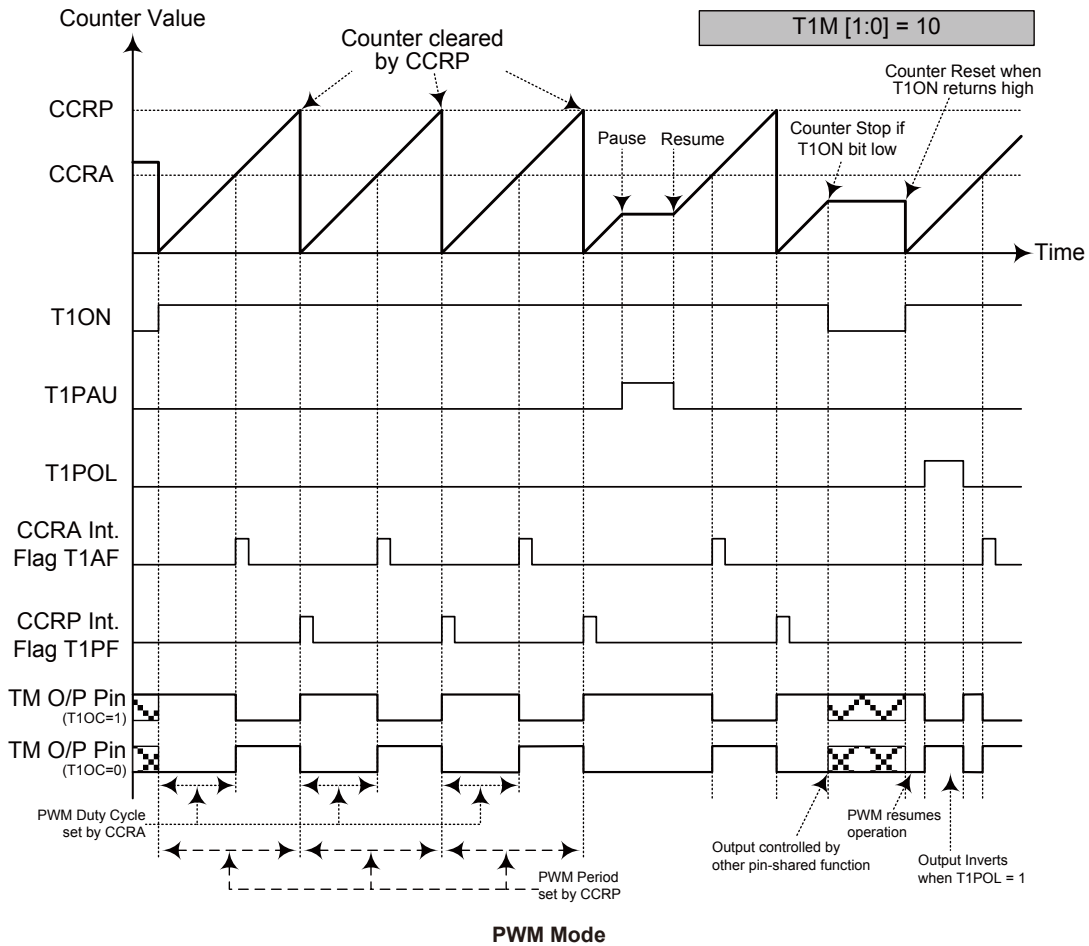 Counter Value
T1M [1:0] = 10
Counter cleared
by CCRP
Counter Reset when
T1ON returns high
CCRP
Pause
Resume
Counter Stop if
T1ON bit low
CCRA
Time
T1ON
T1PAU
T1POL
CCRA Int.
Flag T1AF
CCRP Int.
Flag T1PF
TM O/P Pin
(T1OC=1)
TM O/P Pin
(T1OC=0)
PWM Duty Cycle
set by CCRA
PWM Period
set by CCRP
Output controlled by
other pin-shared function
PWM resumes
operation
Output Inverts
when T1POL = 1
PWM Mode